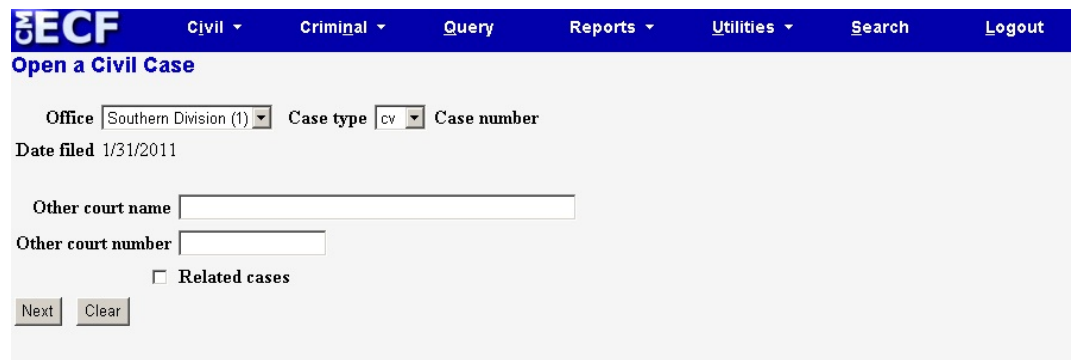 CM ECF Civil Criminal Query Reports Utilities Search Logout
Open a Civil Case
Office Southern Division (1) Case type cv Case number
Date filed 1/31/2011
Other court name
Other court number
Related cases
Next Clear